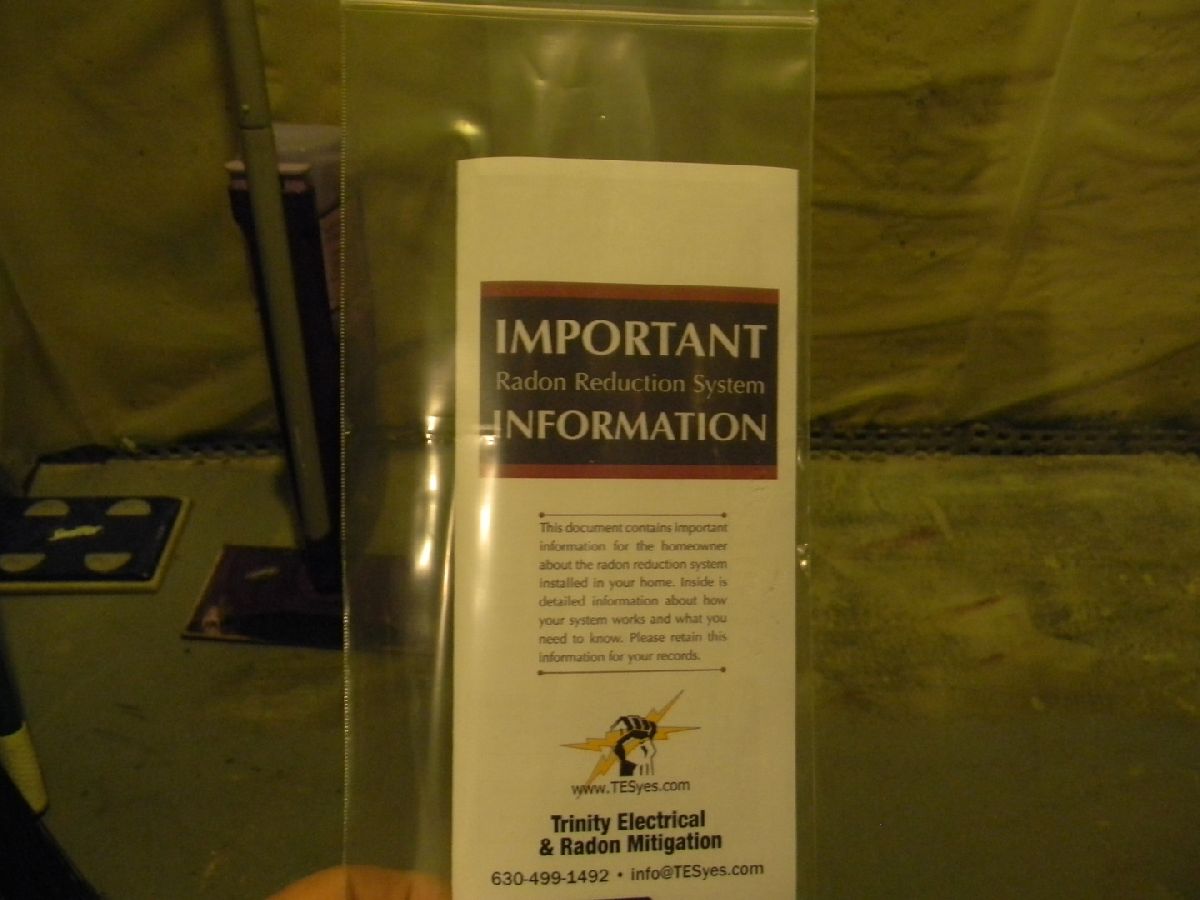 IMPORTANT
Radon Reduction System
INFORMATION
This document contains important
information for the homeowner
about the radon reduction system
installed in your home. Inside is
detailed information about how
your system works and what you
need to know. Please retain this
information for your records.
www.TESyes.com
Trinity Electrical
& Radon Mitigation
630-499-1492 • info@TESyes.com